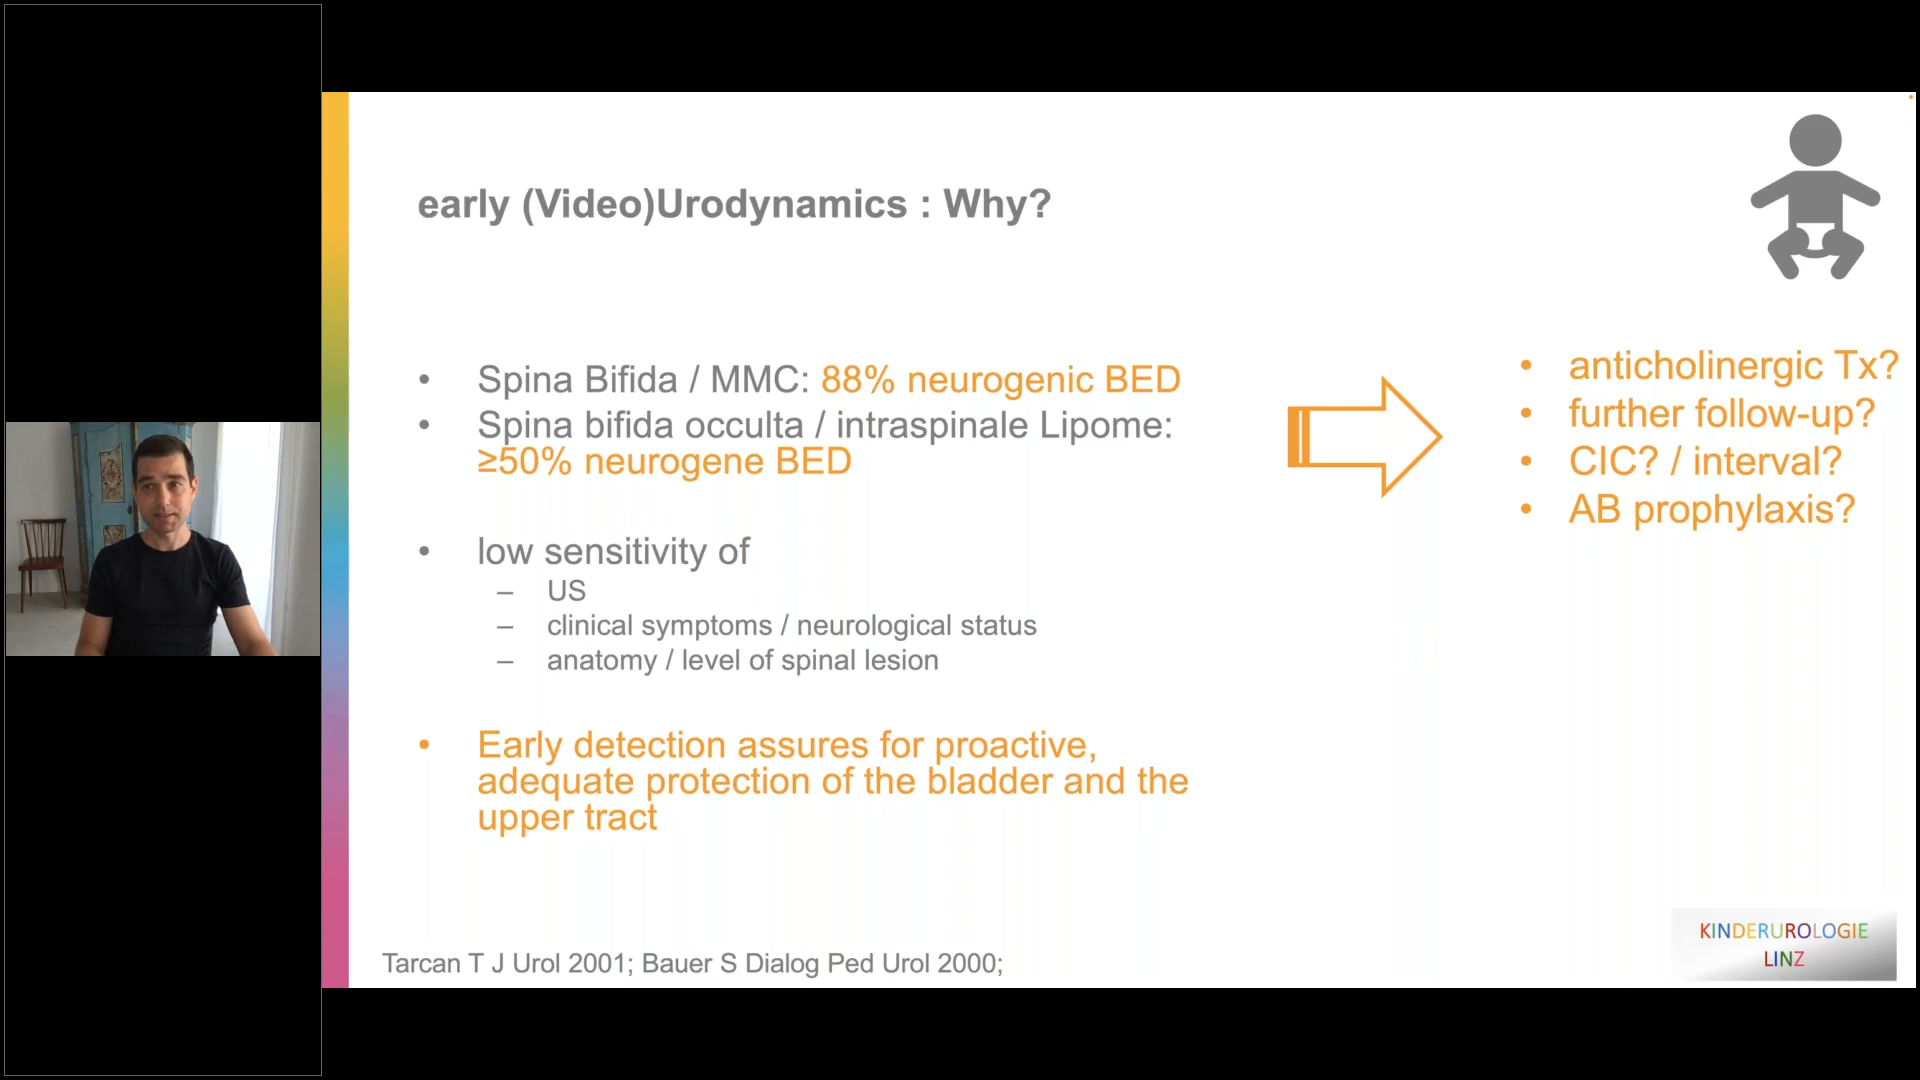 early (Video)Urodynamics : Why?
• Spina Bifida / MMC: 88% neurogenic BED
• Spina bifida occulta / intraspinale Lipome:
≥50% neurogene BED
• low sensitivity of
– US
– clinical symptoms / neurological status
– anatomy / level of spinal lesion
• Early detection assures for proactive,
adequate protection of the bladder and the
upper tract
• anticholinergic Tx?
• further follow-up?
• CIC? / interval?
• AB prophylaxis?
Tarcan T J Urol 2001; Bauer S Dialog Ped Urol 2000;
KINDERUROLOGIE
LINZ